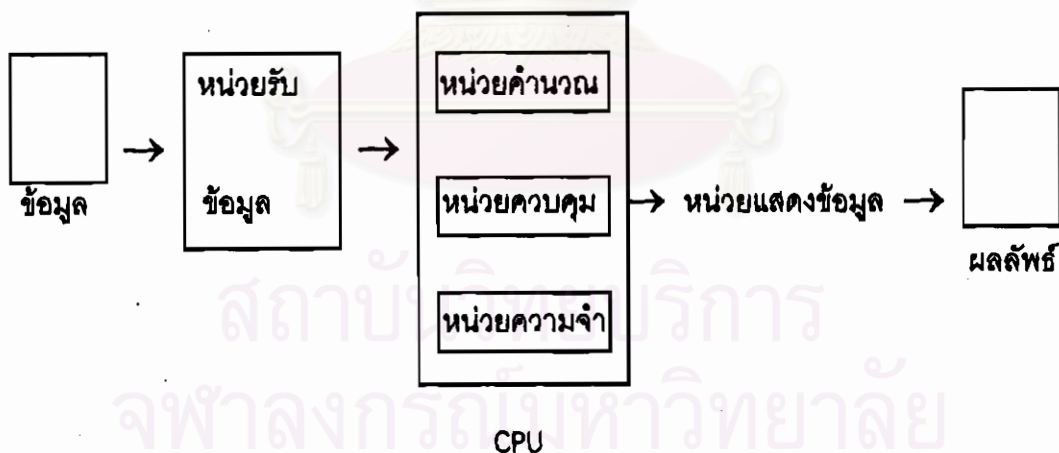 ข้อมูล
หน่วยรับ
ข้อมูล
หน่วยคำนวณ
หน่วยควบคุม
หน่วยความจำ
CPU
หน่วยแสดงข้อมูล
ผลลัพธ์
สถาบันวิทยบริการ
จุฬาลงกรณ์มหาวิทยาลัย